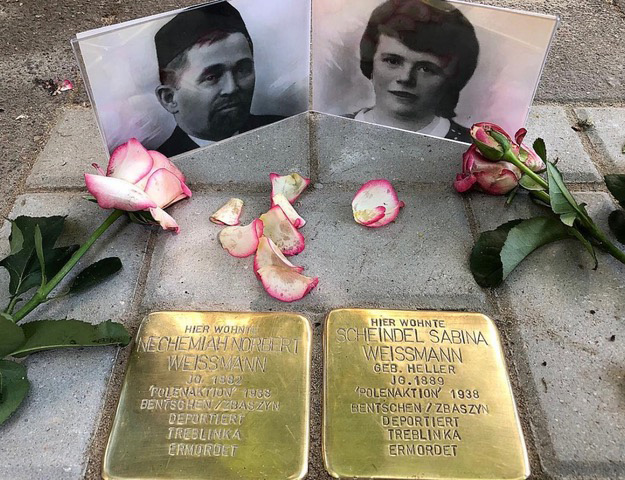 HIER WOHNTE
NECHEMIAH NORBERT
WEISSMANN
JG. 1882
'POLENAKTION' 1938
BENTSCHEN/ZBASZYN
DEPORTIERT
TREBLINKA
ERMORDET
HIER WOHNTE
SCHEINDEL SABINA
WEISSMANN
GEB. HELLER
JG. 1889
'POLENAKTION' 1938
BENTSCHEN/ZBASZYN
DEPORTIERT
TREBLINKA
ERMORDET